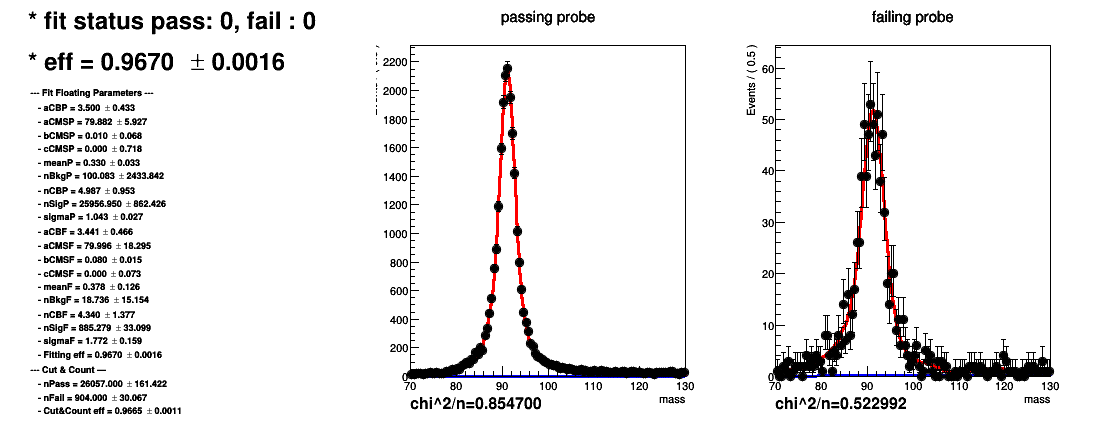 * fit status pass: 0, fail : 0
* eff = 0.9670 ± 0.0016
--- Fit Floating Parameters ---
- aCBP = 3.500 ± 0.433
- aCMSP = 79.882 ± 5.927
- bCMSP = 0.010 ± 0.068
- cCMSP = 0.000 ± 0.718
- meanP = 0.330 ± 0.033
- nBkgP = 100.083 ± 2433.842
- nCBP = 4.987 ± 0.953
- nSigP = 25956.950 ± 862.426
- sigmaP = 1.043 ± 0.027
- aCBF = 3.441 ± 0.466
- aCMSF = 79.996 ± 18.295
- bCMSF = 0.080 ± 0.015
- cCMSF = 0.000 ± 0.073
- meanF = 0.378 ± 0.126
- nBkgF = 18.736 ± 15.154
- nCBF = 4.340 ± 1.377
- nSigF = 885.279 ± 33.099
- sigmaF = 1.772 ± 0.159
- Fitting eff = 0.9670 ± 0.0016
--- Cut & Count ---
- nPass = 26057.000 ± 161.422
- nFail = 904.000 ± 30.067
- Cut&Count eff = 0.9665 ± 0.0011
passing probe
2200
2000
1800
1600
1400
1200
1000
800
600
400
200
0
70 80 90 100 110 120 130
mass
chi^2/n=0.854700
failing probe
Events / ( 0.5 )
60
50
40
30
20
10
0
70 80 90 100 110 120 130
mass
chi^2/n=0.522992